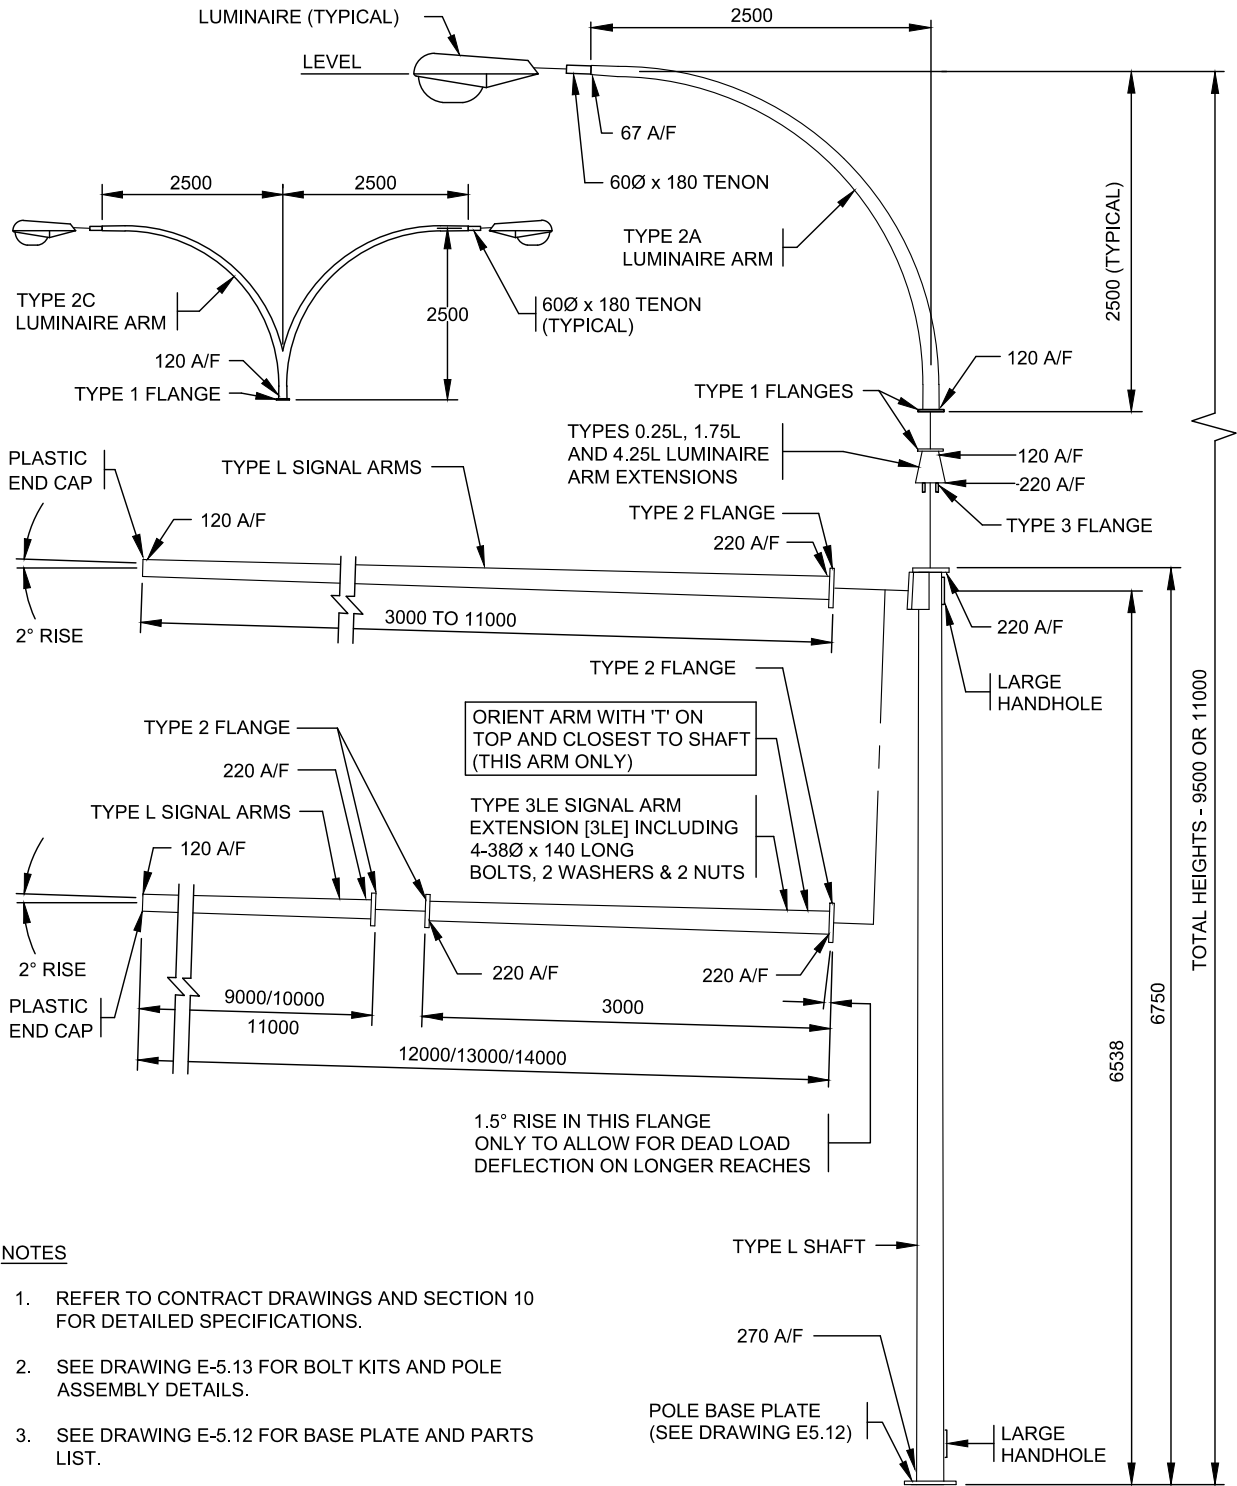 LUMINAIRE (TYPICAL)
2500
LEVEL
67 A/F
60Ø x 180 TENON
2500
2500
TYPE 2A
LUMINAIRE ARM
2500 (TYPICAL)
TYPE 2C
LUMINAIRE ARM
2500
60Ø x 180 TENON
(TYPICAL)
120 A/F
TYPE 1 FLANGE
120 A/F
TYPE 1 FLANGES
TYPES 0.25L, 1.75L
AND 4.25L LUMINAIRE
ARM EXTENSIONS
120 A/F
220 A/F
TYPE 3 FLANGE
PLASTIC
END CAP
TYPE L SIGNAL ARMS
120 A/F
TYPE 2 FLANGE
220 A/F
2° RISE
3000 TO 11000
220 A/F
LARGE
HANDHOLE
TYPE 2 FLANGE
ORIENT ARM WITH 'T' ON
TOP AND CLOSEST TO SHAFT
(THIS ARM ONLY)
TYPE 2 FLANGE
220 A/F
TYPE L SIGNAL ARMS
120 A/F
TYPE 3LE SIGNAL ARM
EXTENSION [3LE] INCLUDING
4-38Ø x 140 LONG
BOLTS, 2 WASHERS & 2 NUTS
TOTAL HEIGHTS - 9500 OR 11000
2° RISE
PLASTIC
END CAP
220 A/F
220 A/F
9000/10000
11000
3000
12000/13000/14000
6750
6538
1.5° RISE IN THIS FLANGE
ONLY TO ALLOW FOR DEAD LOAD
DEFLECTION ON LONGER REACHES
TYPE L SHAFT
270 A/F
POLE BASE PLATE
(SEE DRAWING E5.12)
LARGE
HANDHOLE
NOTES
1. REFER TO CONTRACT DRAWINGS AND SECTION 10
FOR DETAILED SPECIFICATIONS.
2. SEE DRAWING E-5.13 FOR BOLT KITS AND POLE
ASSEMBLY DETAILS.
3. SEE DRAWING E-5.12 FOR BASE PLATE AND PARTS
LIST.